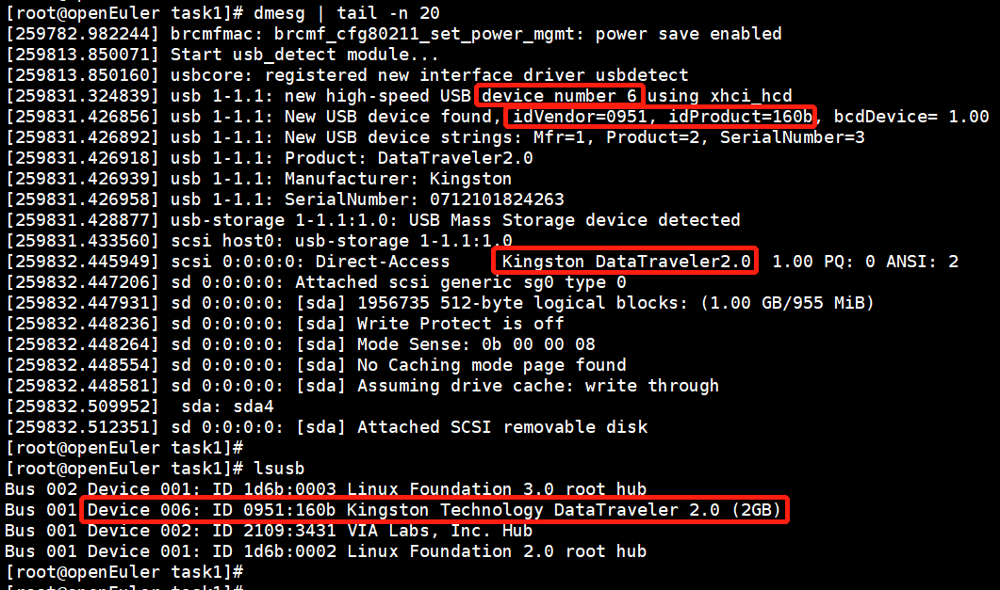 [root@openEuler task1]# dmesg | tail -n 20
[259782.982244] brcmfmac: brcmf_cfg80211_set_power_mgmt: power save enabled
[259813.850071] Start usb_detect module...
[259813.850160] usbcore: registered new interface driver usbdetect
[259831.324839] usb 1-1.1: new high-speed USB device number 6 using xhci_hcd
[259831.426856] usb 1-1.1: New USB device found, idVendor=0951, idProduct=160b, bcdDevice= 1.00
[259831.426892] usb 1-1.1: New USB device strings: Mfr=1, Product=2, SerialNumber=3
[259831.426918] usb 1-1.1: Product: DataTraveler2.0
[259831.426939] usb 1-1.1: Manufacturer: Kingston
[259831.426958] usb 1-1.1: SerialNumber: 0712101824263
[259831.428877] usb-storage 1-1.1:1.0: USB Mass Storage device detected
[259831.433560] scsi host0: usb-storage 1-1.1:1.0
[259832.445949] scsi 0:0:0:0: Direct-Access     Kingston DataTraveler2.0  1.00 PQ: 0 ANSI: 2
[259832.447206] sd 0:0:0:0: Attached scsi generic sg0 type 0
[259832.447931] sd 0:0:0:0: [sda] 1956735 512-byte logical blocks: (1.00 GB/955 MiB)
[259832.448236] sd 0:0:0:0: [sda] Write Protect is off
[259832.448264] sd 0:0:0:0: [sda] Mode Sense: 0b 00 00 08
[259832.448554] sd 0:0:0:0: [sda] No Caching mode page found
[259832.448581] sd 0:0:0:0: [sda] Assuming drive cache: write through
[259832.509952]  sda: sda4
[259832.512351] sd 0:0:0:0: [sda] Attached SCSI removable disk
[root@openEuler task1]#
[root@openEuler task1]# lsusb
Bus 002 Device 001: ID 1d6b:0003 Linux Foundation 3.0 root hub
Bus 001 Device 006: ID 0951:160b Kingston Technology DataTraveler 2.0 (2GB)
Bus 001 Device 002: ID 2109:3431 VIA Labs, Inc. Hub
Bus 001 Device 001: ID 1d6b:0002 Linux Foundation 2.0 root hub
[root@openEuler task1]#
[root@openEuler task1]#